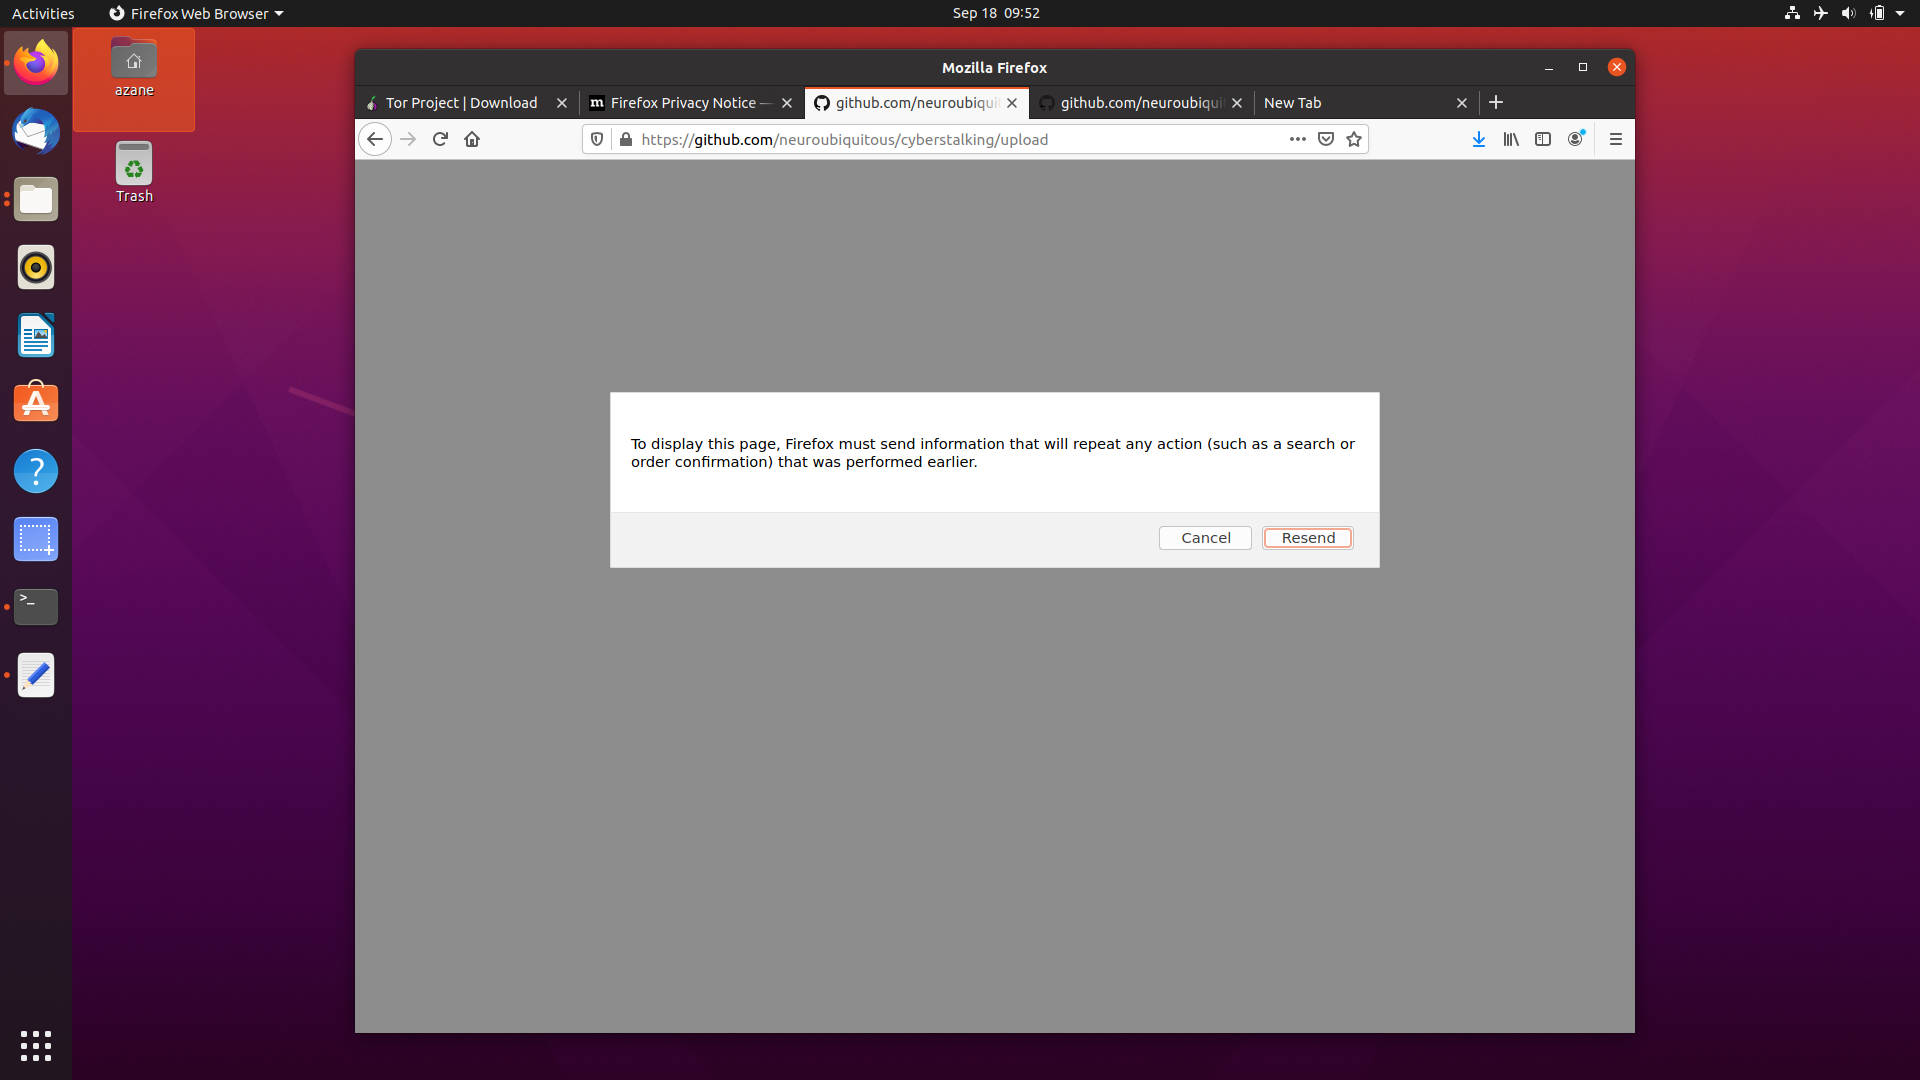 Activities
Firefox Web Browser
Sep 18 09:52
azane
Trash
Mozilla Firefox
Tor Project | Download
Firefox Privacy Notice —
github.com/neuroubiqui
github.com/neuroubiqui
New Tab
https://github.com/neuroubiquitous/cyberstalking/upload
To display this page, Firefox must send information that will repeat any action (such as a search or
order confirmation) that was performed earlier.
Cancel
Resend